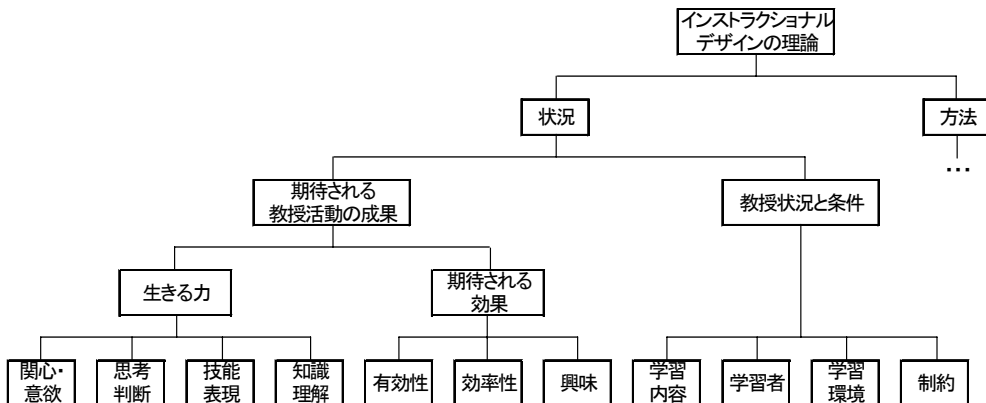 インストラクショナル
デザインの理論
状況
方法
…
期待される
教授活動の成果
教授状況と条件
生きる力
期待される
効果
関心・
意欲
思考
判断
技能
表現
知識
理解
有効性
効率性
興味
学習
内容
学習者
学習
環境
制約